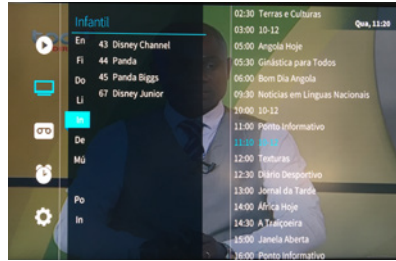 Infantil
En
Fi
Do
Li
In
De
Mú
Po
In
43 Disney Channel
44 Panda
45 Panda Biggs
67 Disney Junior
Qua, 11:20
02:30 Terras e Culturas
03:00 10-12
05:00 Angola Hoje
05:30 Ginástica para Todos
06:00 Bom Dia Angola
09:30 Notícias em Línguas Nacionais
10:00 10-12
11:00 Ponto Informativo
11:10 10-12
12:00 Texturas
12:30 Diário Desportivo
13:00 Jornal da Tarde
14:00 África Hoje
14:30 A Traiçoeira
15:00 Janela Aberta
16:00 Ponto Informativo